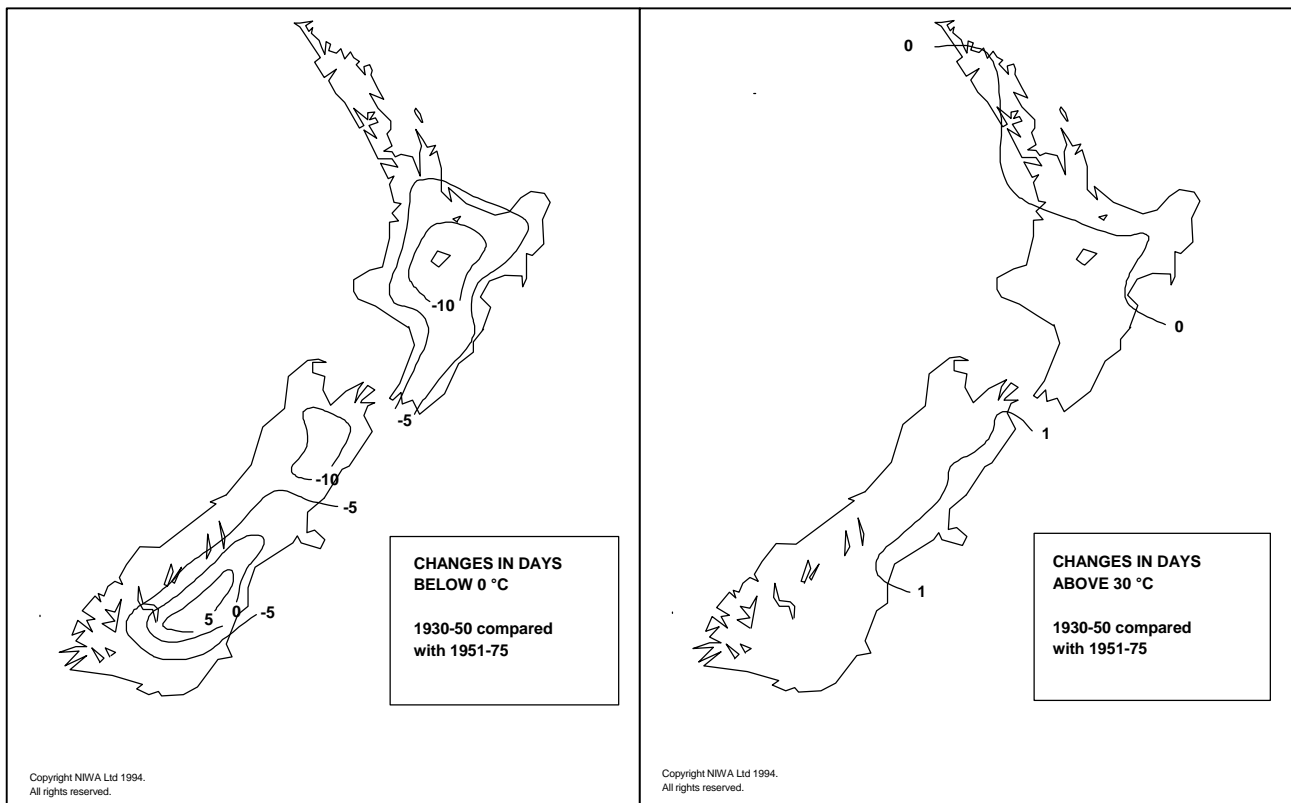 -10
-5
-10
-5
5
0
-5
CHANGES IN DAYS
BELOW 0 °C
1930-50 compared
with 1951-75
Copyright NIWA Ltd 1994.
All rights reserved.
0
0
1
1
CHANGES IN DAYS
ABOVE 30 °C
1930-50 compared
with 1951-75
Copyright NIWA Ltd 1994.
All rights reserved.